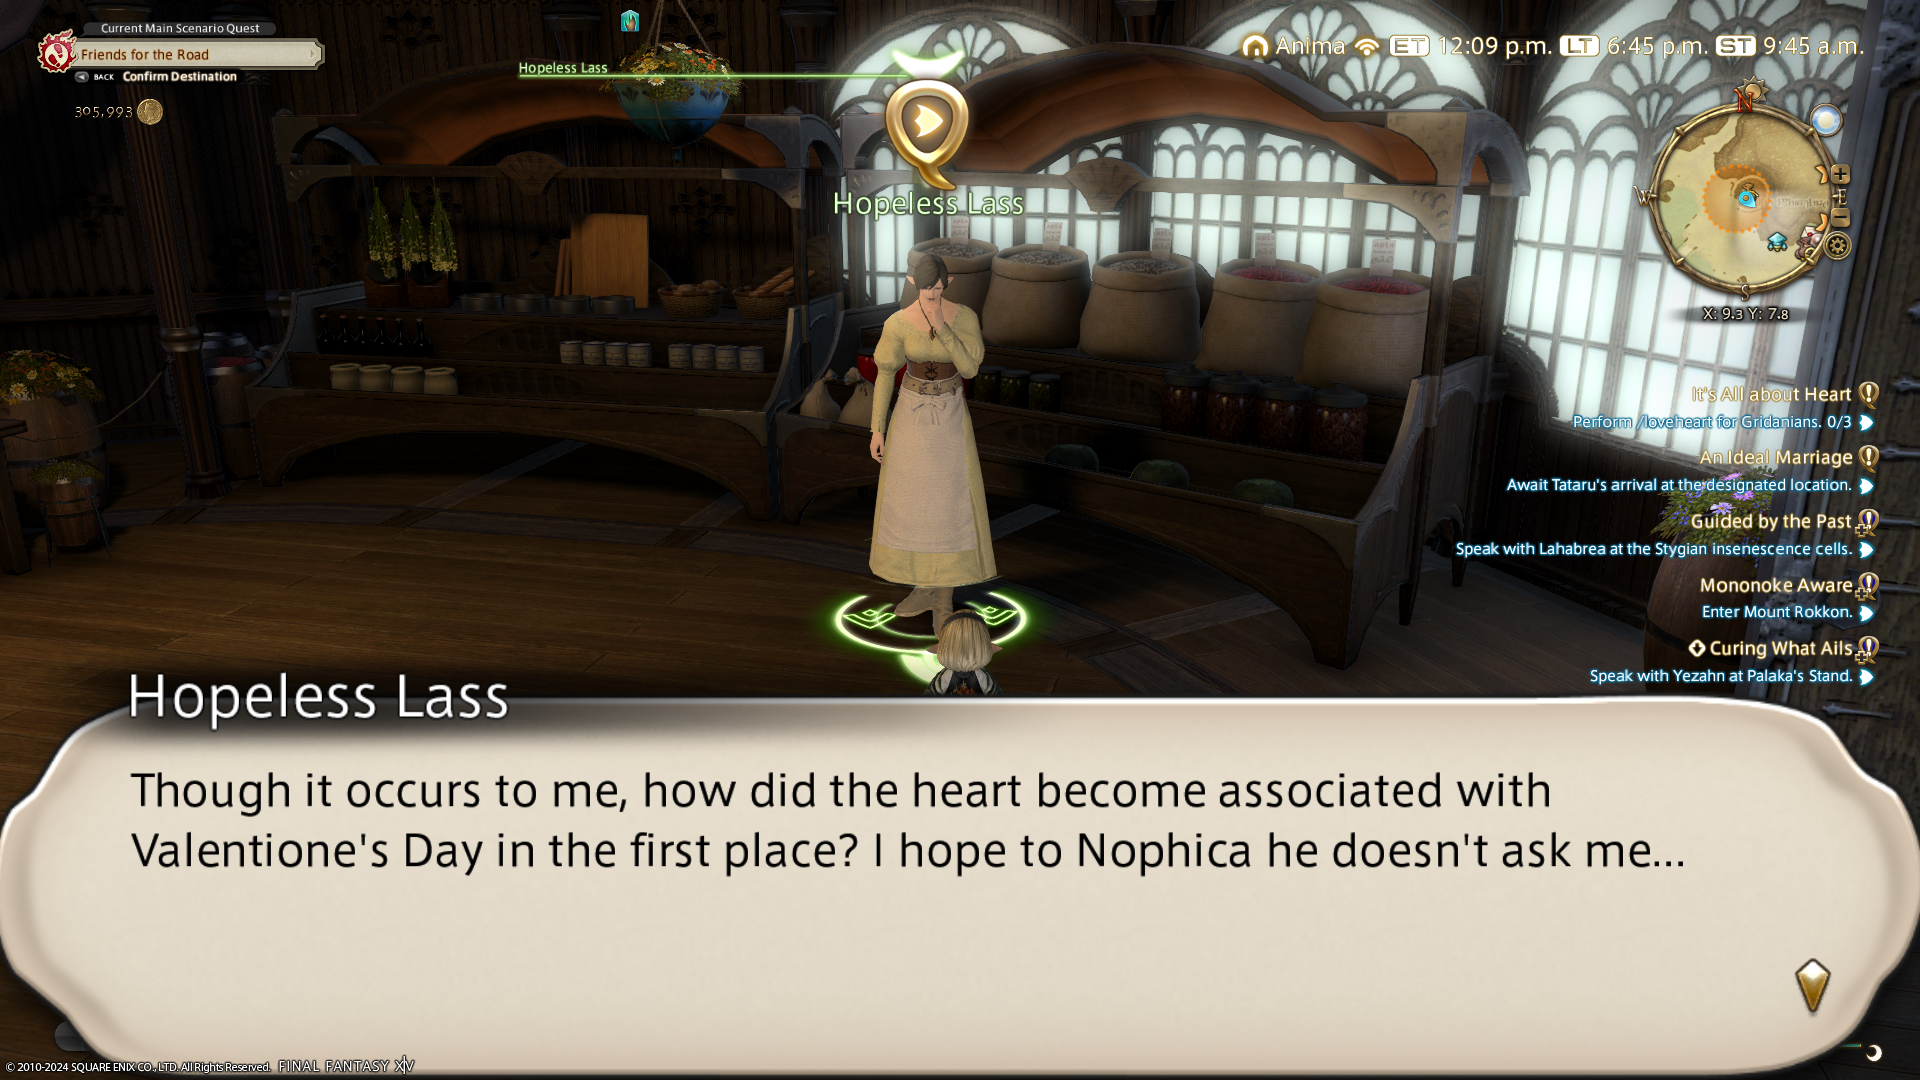 Current Main Scenario Quest
Friends for the Road
BACK Confirm Destination
305,993
Hopeless Lass
Anima ET 12:09 p.m. LT 6:45 p.m. ST 9:45 a.m.
N
W
E
S
X: 9.3 Y: 7.8
Hopeless Lass
It's All about Heart
Perform /loveheart for Gridanians. 0/3
An Ideal Marriage
Await Tataru's arrival at the designated location.
Guided by the Past
Speak with Lahabrea at the Stygian insenescence cells.
Mononoke Aware
Enter Mount Rokkon.
Curing What Ails
Speak with Yezahn at Palaka's Stand.
Hopeless Lass
Though it occurs to me, how did the heart become associated with
Valentione's Day in the first place? I hope to Nophica he doesn't ask me...
© 2010-2024 SQUARE ENIX CO., LTD. All Rights Reserved. FINAL FANTASY XIV